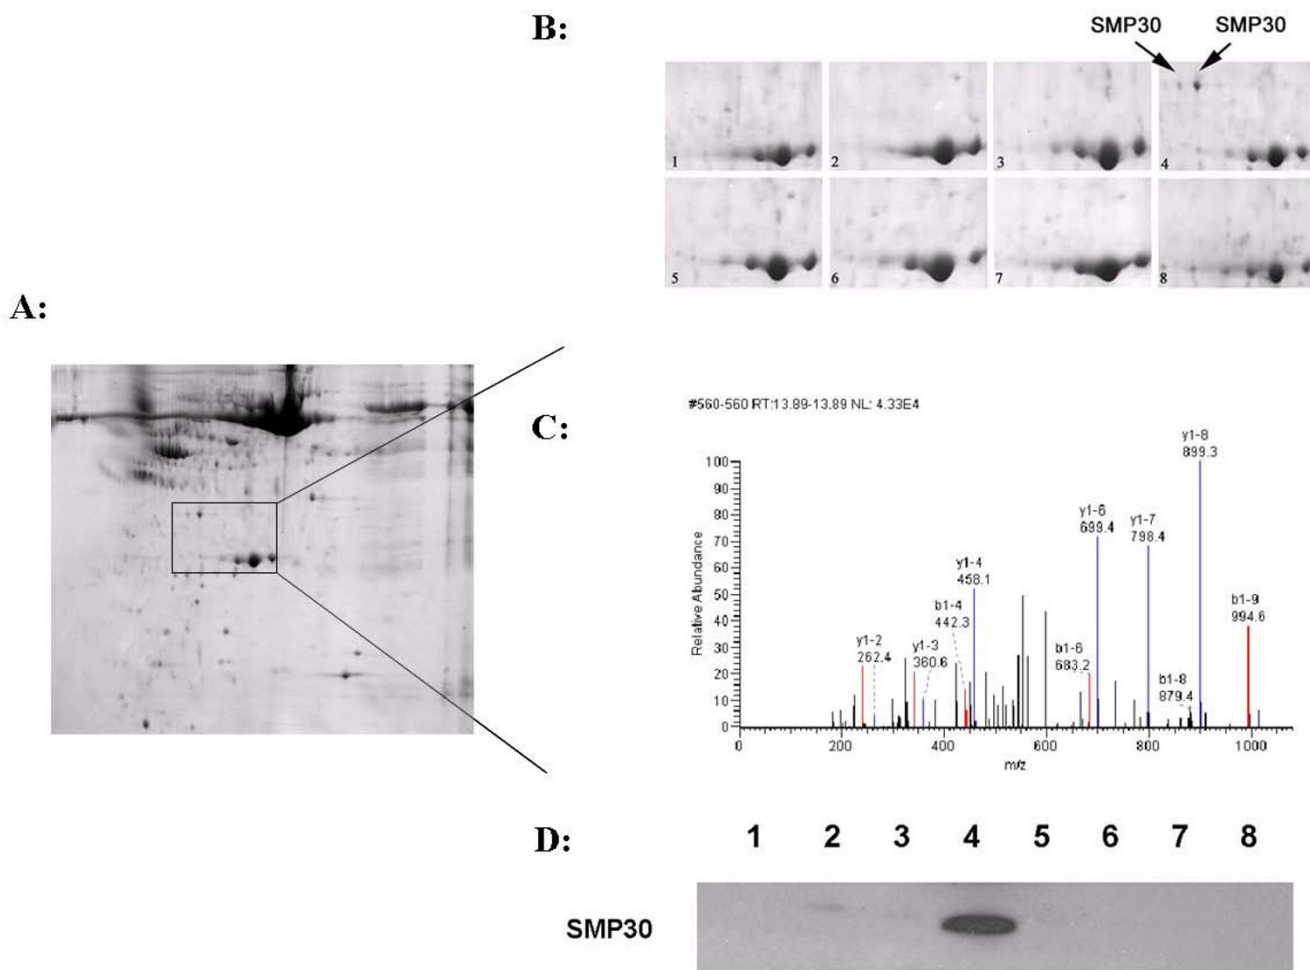 B:
SMP30 SMP30
1 2 3 4
5 6 7 8
A:
C:
#560-560 RT:13.89-13.89 NL: 4.33E4
Relative Abundance
100
90
80
70
60
50
40
30
20
10
0
y1-2
262.4
y1-3
360.6
b1-4
442.3
y1-4
458.1
b1-6
683.2
y1-6
699.4
y1-7
798.4
b1-8
879.4
y1-8
899.3
b1-9
994.6
0 200 400 600 800 1000
m/z
D:
1 2 3 4 5 6 7 8
SMP30